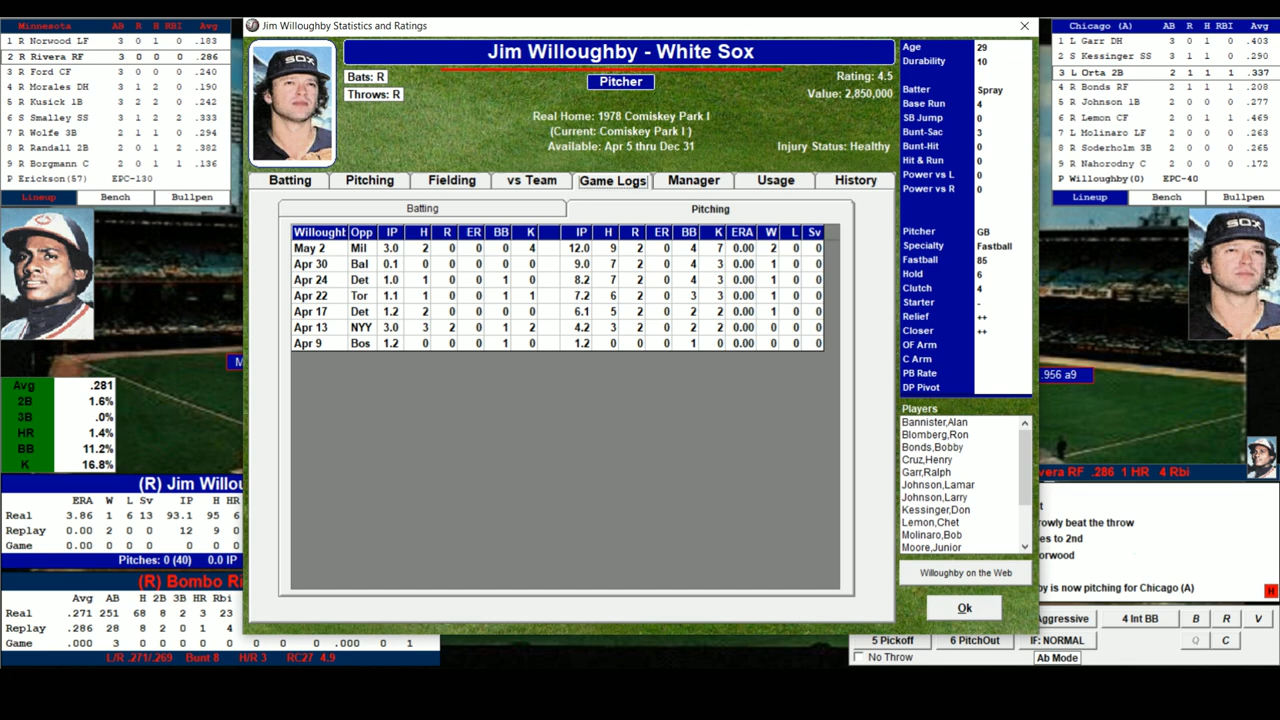 Jim Willoughby Statistics and Ratings
Minnesota AB R H RBI Avg
1 R Norwood LF 3 0 1 0 .183
2 R Rivera RF 3 0 0 0 .286
3 R Ford CF 3 0 2 0 .240
4 R Morales DH 3 1 2 0 .190
5 R Kusick 1B 3 2 2 0 .242
6 S Smalley SS 3 1 2 2 .333
7 R Wolfe 3B 2 1 1 0 .294
8 R Randall 2B 3 0 1 2 .382
9 R Borgmann C 2 0 1 1 .136
P Erickson(57) EPC-130
Lineup Bench Bullpen
Jim Willoughby - White Sox
Bats: R
Throws: R
Pitcher
Rating: 4.5
Value: 2,850,000
Real Home: 1978 Comiskey Park I
(Current: Comiskey Park I )
Available: Apr 5 thru Dec 31
Injury Status: Healthy
SOX
Batting Pitching Fielding vs Team Game Logs Manager Usage History
Batting Pitching
Willought Opp IP H R ER BB K IP H R ER BB K ERA W L Sv
May 2 Mil 3.0 2 0 0 0 4 12.0 9 2 0 4 7 0.00 2 0 0
Apr 30 Bal 0.1 0 0 0 0 0 9.0 7 2 0 4 3 0.00 1 0 0
Apr 24 Det 1.0 1 0 0 1 0 8.2 7 2 0 4 3 0.00 1 0 0
Apr 22 Tor 1.1 1 0 0 1 1 7.2 6 2 0 3 3 0.00 1 0 0
Apr 17 Det 1.2 2 0 0 0 0 6.1 5 2 0 2 2 0.00 1 0 0
Apr 13 NYY 3.0 3 2 0 1 2 4.2 3 2 0 2 2 0.00 0 0 0
Apr 9 Bos 1.2 0 0 0 1 0 1.2 0 0 0 1 0 0.00 0 0 0
Age 29
Durability 10
Batter Spray
Base Run 4
SB Jump 0
Bunt-Sac 3
Bunt-Hit 0
Hit & Run 0
Power vs L 0
Power vs R 0
Pitcher GB
Specialty Fastball
Fastball 85
Hold 6
Clutch 4
Starter -
Relief ++
Closer ++
OF Arm
C Arm
PB Rate
DP Pivot
Players
Bannister,Alan
Blomberg,Ron
Bonds,Bobby
Cruz,Henry
Garr,Ralph
Johnson,Lamar
Johnson,Larry
Kessinger,Don
Lemon,Chet
Molinaro,Bob
Moore,Junior
Willoughby on the Web
Ok
Chicago (A) AB R H RBI Avg
1 L Garr DH 3 0 1 0 .403
2 S Kessinger SS 3 0 1 0 .290
3 L Orta 2B 2 1 1 1 .337
4 R Bonds RF 2 1 1 0 .208
5 R Johnson 1B 2 0 0 0 .277
6 R Lemon CF 2 0 0 0 .469
7 L Molinaro LF 2 0 0 0 .263
8 R Soderholm 3B 2 0 0 0 .265
9 R Nahorodny C 2 0 0 0 .172
P Willoughby(0) EPC-40
Lineup Bench Bullpen
SOX
M
.956 a9
Avg .281
2B 1.6%
3B .0%
HR 1.4%
BB 11.2%
K 16.8%
(R) Jim Willou
ERA W L Sv IP H HR
Real 3.86 1 6 13 93.1 95 6
Replay 0.00 2 0 0 12 9 0
Game 0.00 0 0 0 0.0 0 0
Pitches: 0 (40) 0.0 IP
(R) Bombo Ri
Avg AB H 2B 3B HR Rbi
Real .271 251 68 8 2 3 23
Replay .286 28 8 2 0 1 4
Game .000 3 0 0 0 0 0 0 0 .000 0 1
L/R .271/.269 Bunt 8 H/R 3 RC27 4.9
vera RF .286 1 HR 4 Rbi
t
rowly beat the throw
es to 2nd
orwood
by is now pitching for Chicago (A)
H
Aggressive 4 Int BB B R V
5 Pickoff 6 PitchOut IF: NORMAL Q C
No Throw Ab Mode